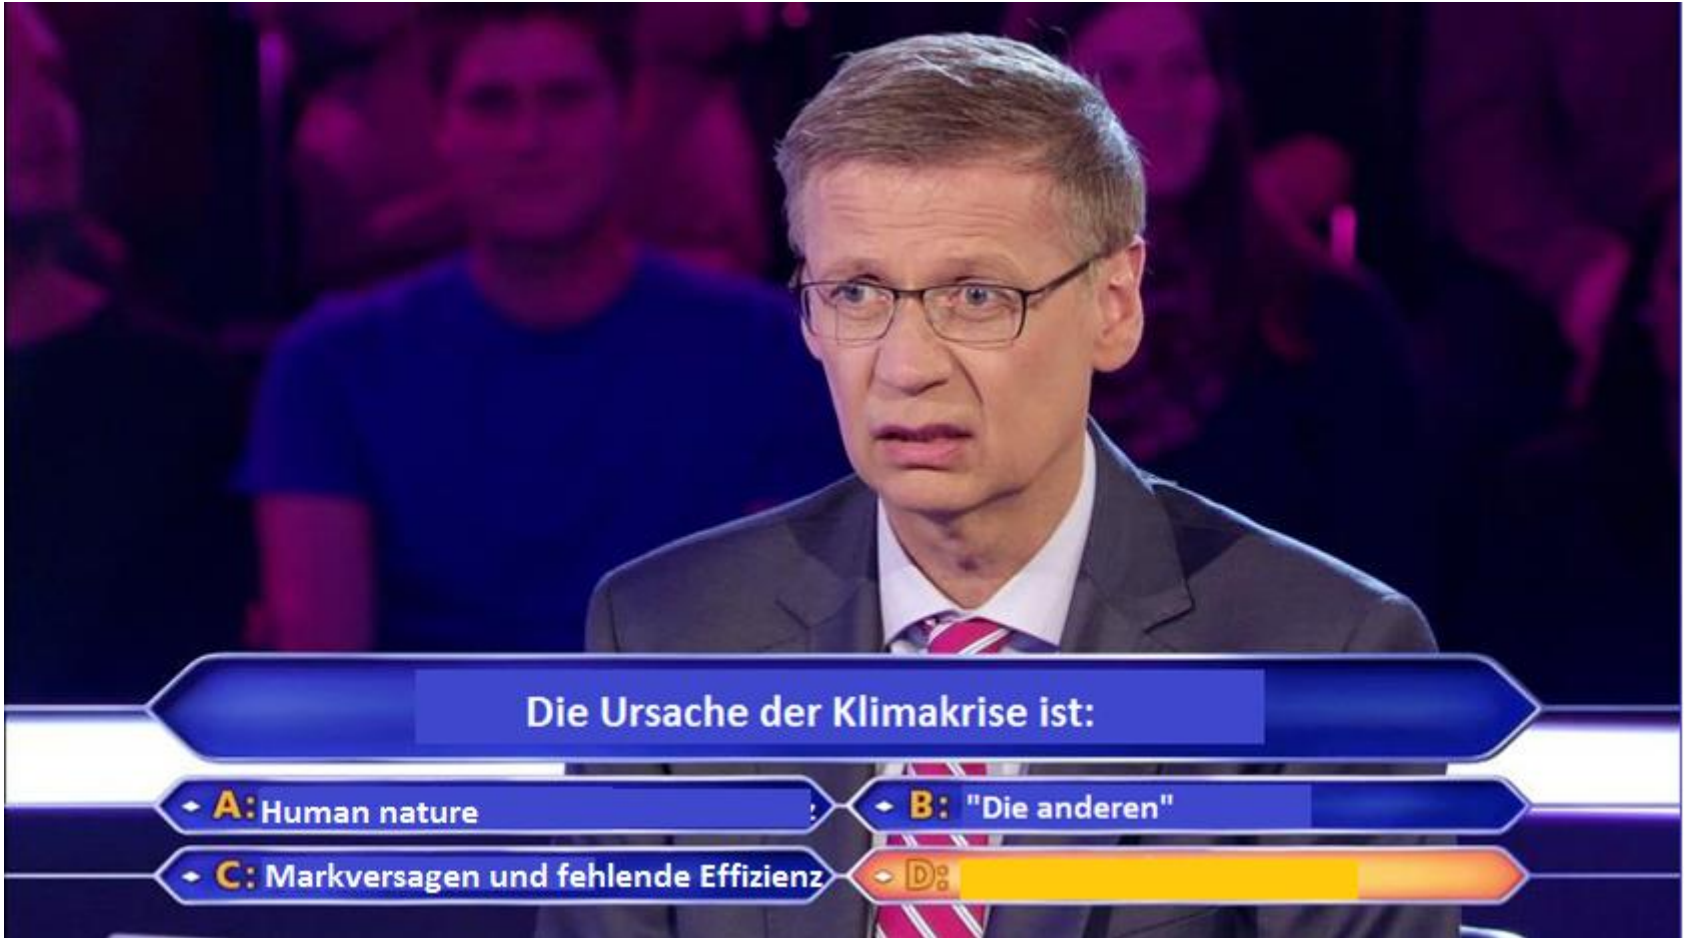 Die Ursache der Klimakrise ist:
A: Human nature
B: "Die anderen"
C: Markversagen und fehlende Effizienz
D: